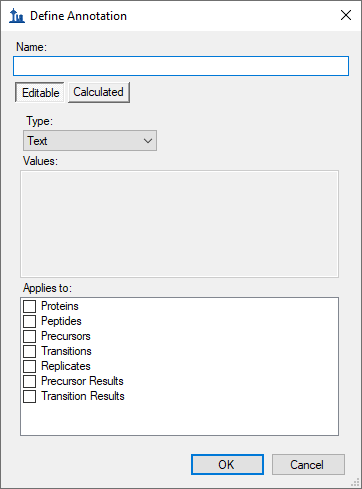 Define Annotation
Name:
Editable
Calculated
Type:
Text
Values:
Applies to:
Proteins
Peptides
Precursors
Transitions
Replicates
Precursor Results
Transition Results
OK
Cancel